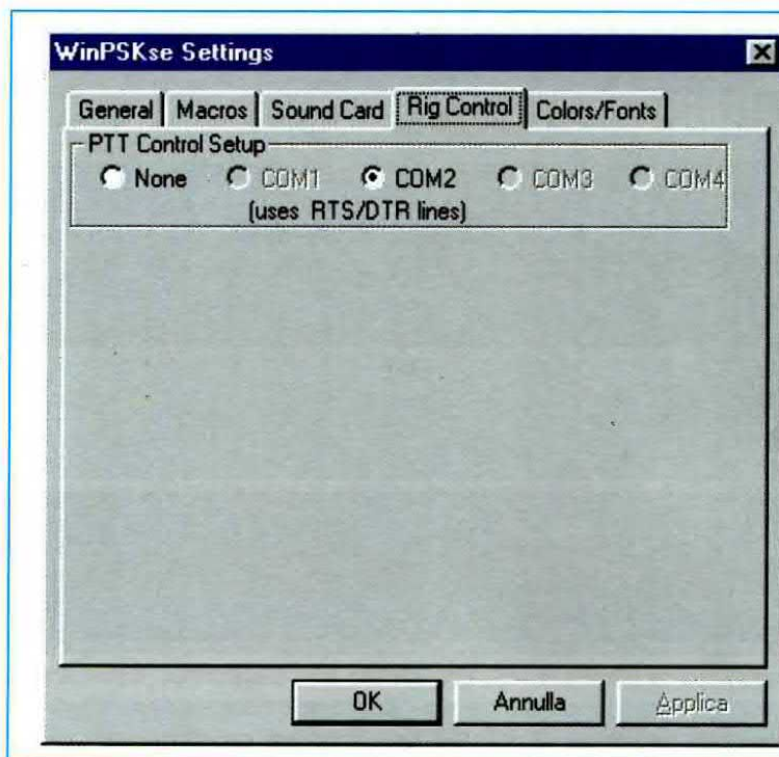 WinPSKse Settings
General Macros Sound Card Rig Control Colors/Fonts
PTT Control Setup
None COM1 COM2 COM3 COM4
(uses RTS/DTR lines)
OK Annulla Applica